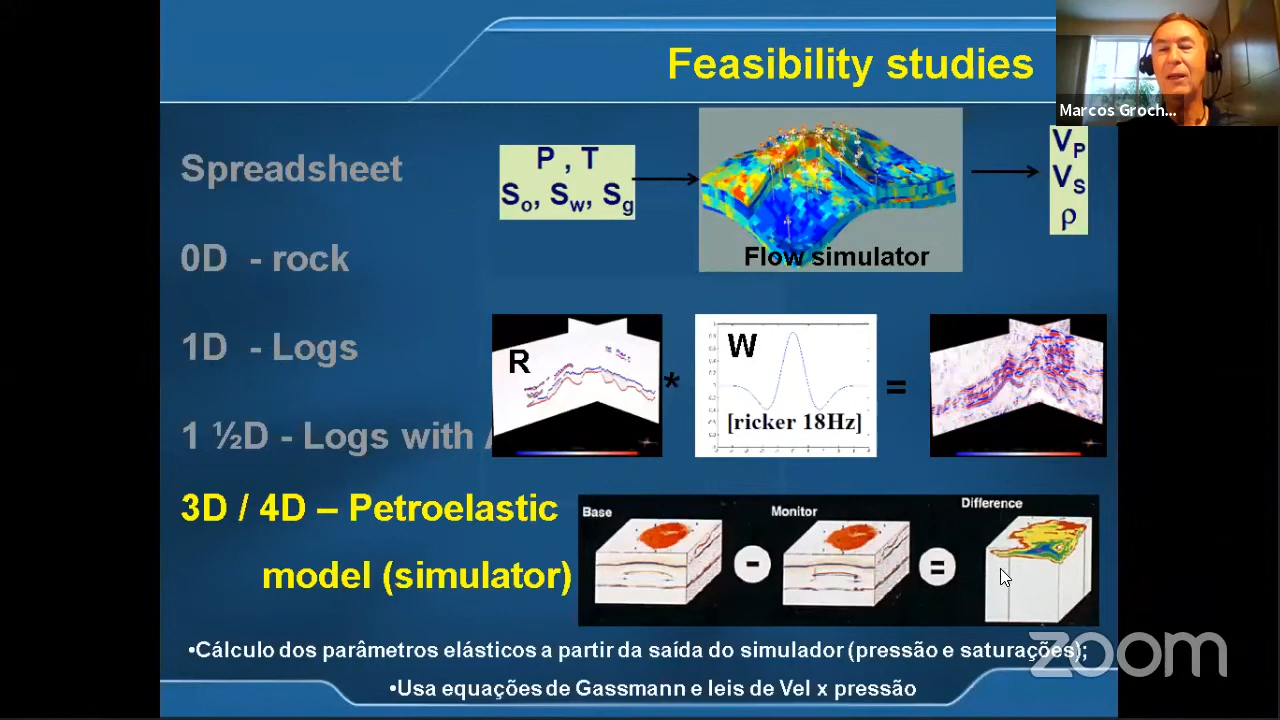 Feasibility studies
Marcos Groch...
Spreadsheet
P , T
So, Sw, Sg
Flow simulator
VP
VS
ρ
0D - rock
1D - Logs
R
*
W
[ricker 18Hz]
=
1 ½D - Logs with A
3D / 4D – Petroelastic
model (simulator)
Base
-
Monitor
=
Difference
•Cálculo dos parâmetros elásticos a partir da saída do simulador (pressão e saturações);
•Usa equações de Gassmann e leis de Vel x pressão
zoom